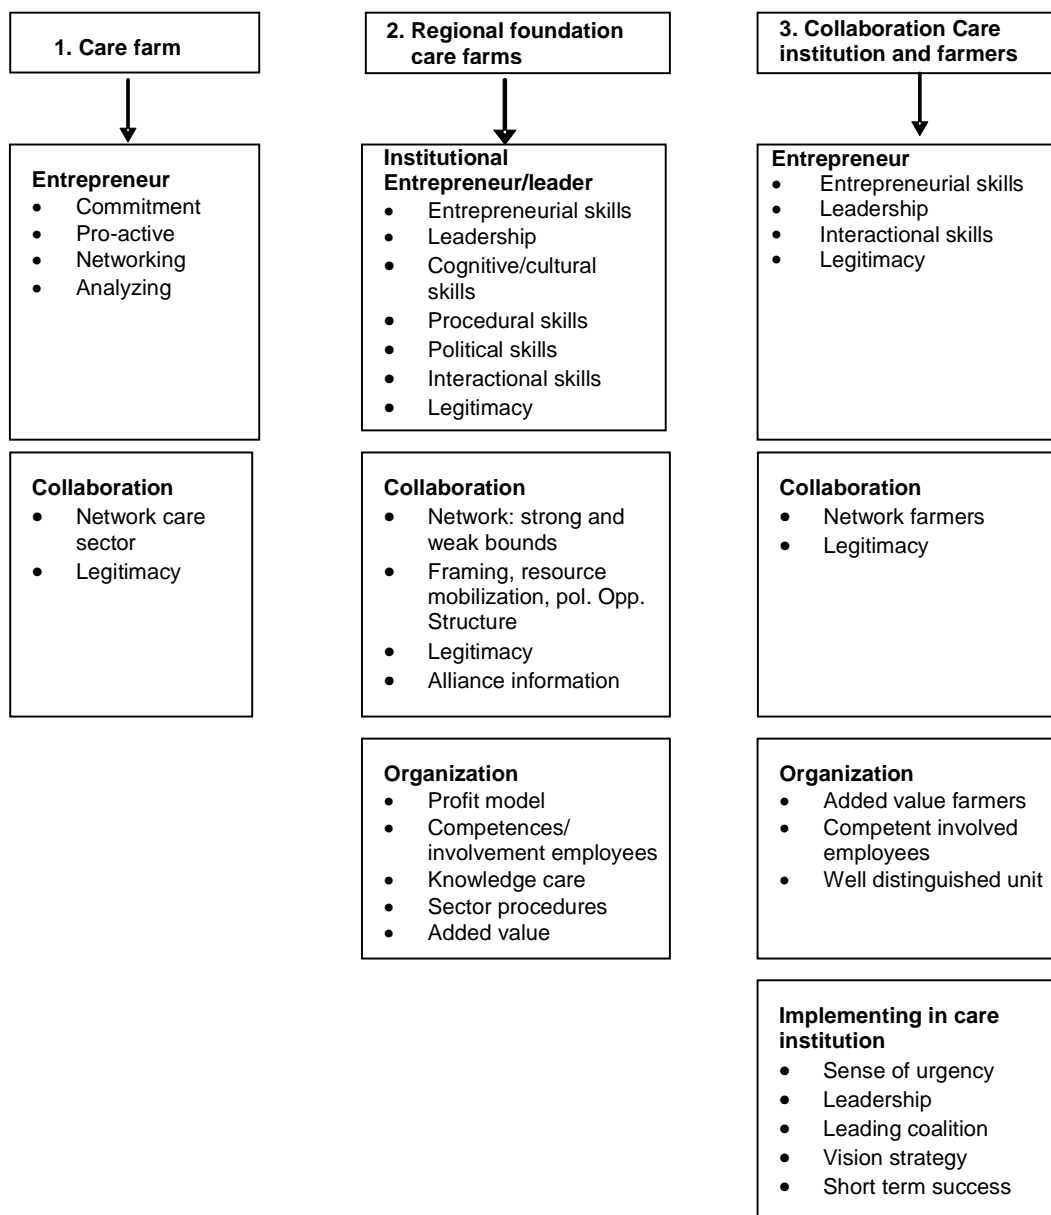 1. Care farm
Entrepreneur
• Commitment
• Pro-active
• Networking
• Analyzing
Collaboration
• Network care
sector
• Legitimacy
2. Regional foundation
care farms
Institutional
Entrepreneur/leader
• Entrepreneurial skills
• Leadership
• Cognitive/cultural
skills
• Procedural skills
• Political skills
• Interactional skills
• Legitimacy
Collaboration
• Network: strong and
weak bounds
• Framing, resource
mobilization, pol. Opp.
Structure
• Legitimacy
• Alliance information
Organization
• Profit model
• Competences/
involvement employees
• Knowledge care
• Sector procedures
• Added value
3. Collaboration Care
institution and farmers
Entrepreneur
• Entrepreneurial skills
• Leadership
• Interactional skills
• Legitimacy
Collaboration
• Network farmers
• Legitimacy
Organization
• Added value farmers
• Competent involved
employees
• Well distinguished unit
Implementing in care
institution
• Sense of urgency
• Leadership
• Leading coalition
• Vision strategy
• Short term success